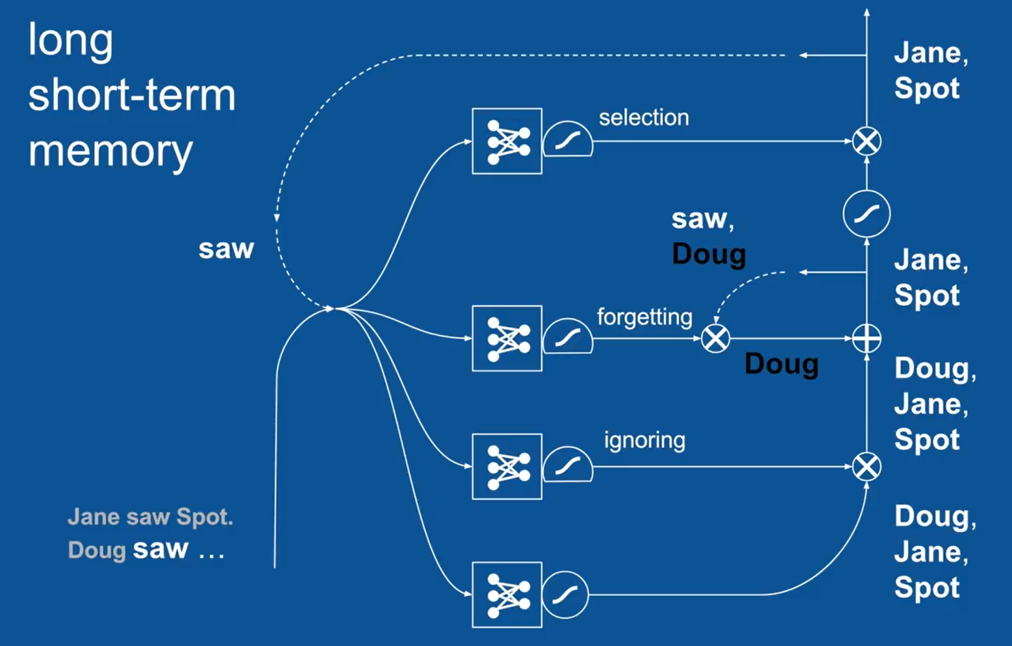 long
short-term
memory
Jane,
Spot
selection
saw,
Doug
saw
Jane,
Spot
forgetting
Doug
Doug,
Jane,
Spot
ignoring
Jane saw Spot.
Doug saw ...
Doug,
Jane,
Spot